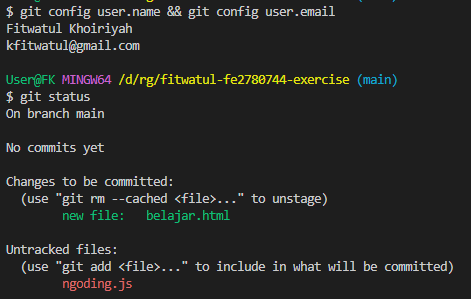 $ git config user.name && git config user.email
Fitwatul Khoiriyah
kfitwatul@gmail.com
User@FK MINGW64 /d/rg/fitwatul-fe2780744-exercise (main)
$ git status
On branch main
No commits yet
Changes to be committed:
(use "git rm --cached <file>..." to unstage)
new file:   belajar.html
Untracked files:
(use "git add <file>..." to include in what will be committed)
ngoding.js